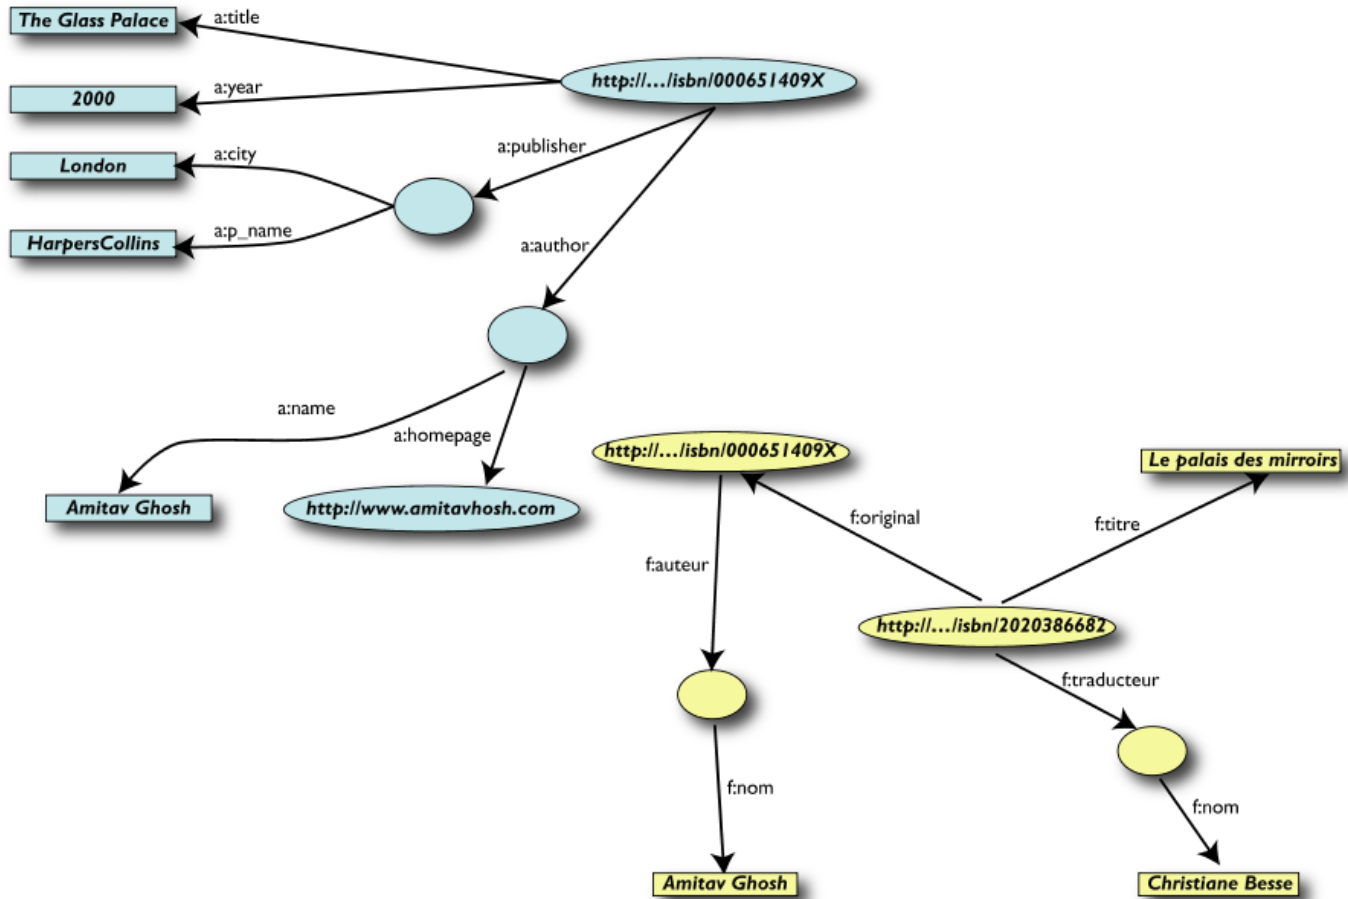 The Glass Palace
a:title
http://.../isbn/000651409X
2000
a:year
a:publisher
London
a:city
HarpersCollins
a:p_name
a:author
a:name
a:homepage
Amitav Ghosh
http://www.amitavhosh.com
http://.../isbn/000651409X
Le palais des mirroirs
f:original
f:titre
f:auteur
http://.../isbn/2020386682
f:traducteur
f:nom
f:nom
Amitav Ghosh
Christiane Besse